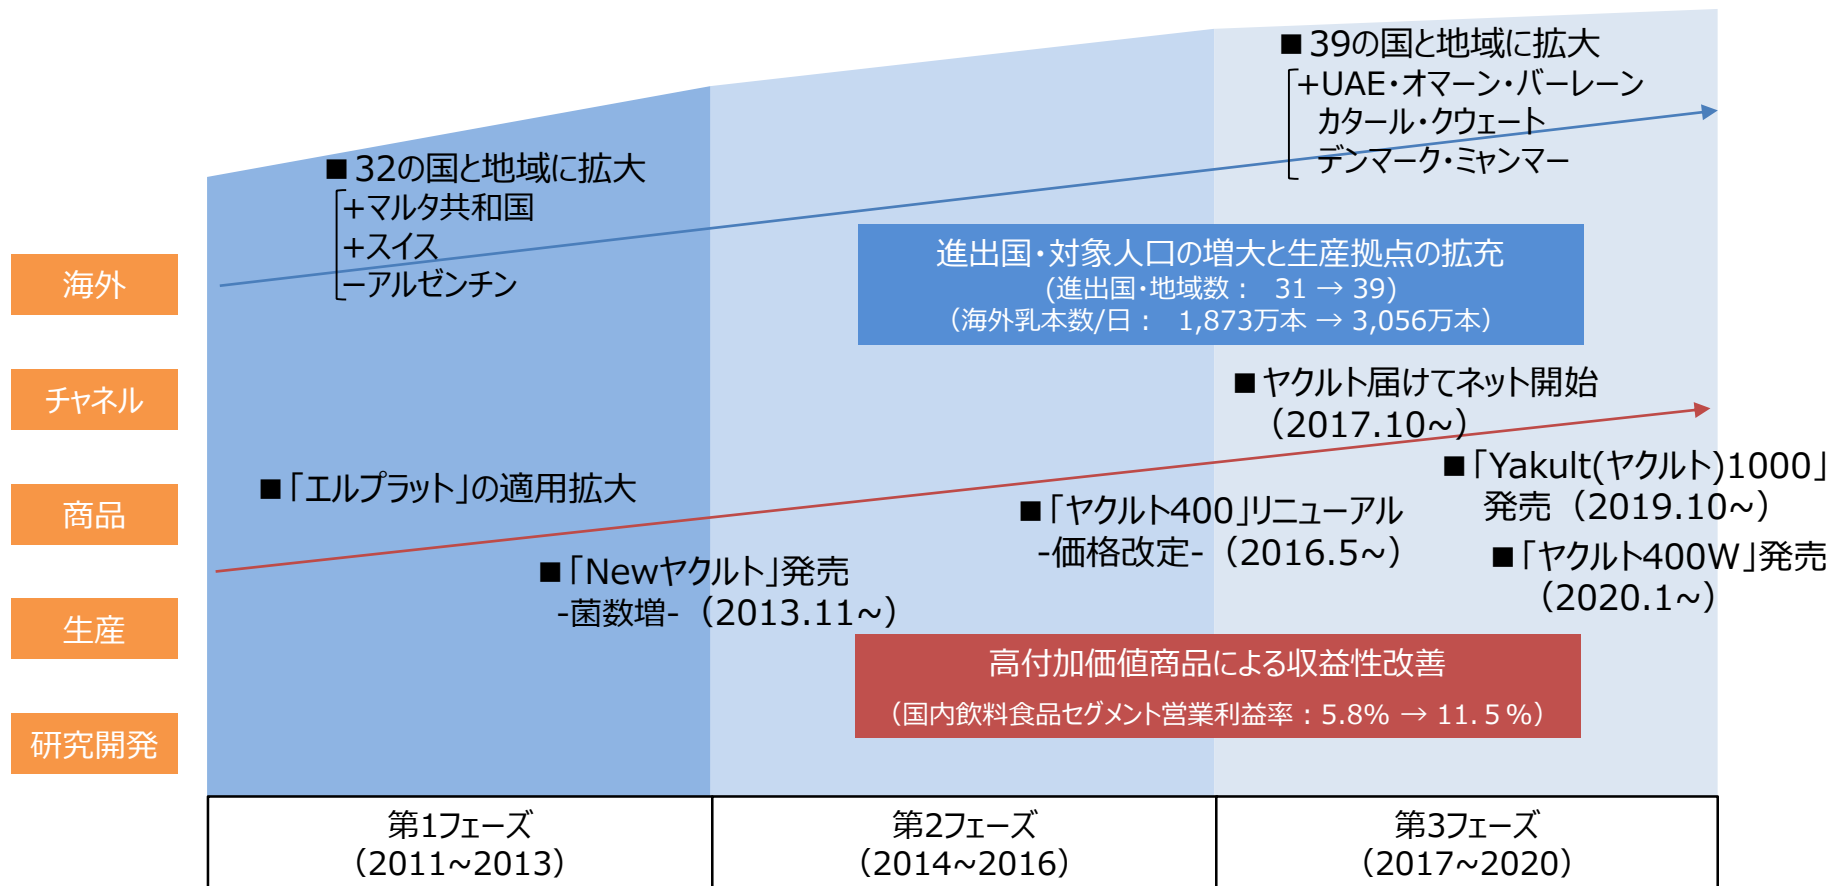 ■39の国と地域に拡大
+UAE・オマーン・バーレーン
カタール・クウェート
デンマーク・ミャンマー
■32の国と地域に拡大
+マルタ共和国
+スイス
−アルゼンチン
進出国・対象人口の増大と生産拠点の拡充
(進出国・地域数： 31 → 39)
（海外乳本数/日： 1,873万本 → 3,056万本）
海外
チャネル
商品
生産
研究開発
■ヤクルト届けてネット開始
（2017.10~）
■「エルプラット」の適用拡大
■「Yakult(ヤクルト)1000」
発売（2019.10~）
■「ヤクルト400」リニューアル
-価格改定-（2016.5~）
■「Newヤクルト」発売
-菌数増-（2013.11~）
■「ヤクルト400W」発売
（2020.1~）
高付加価値商品による収益性改善
（国内飲料食品セグメント営業利益率：5.8% → 11.５%）
第1フェーズ
（2011~2013）
第2フェーズ
（2014~2016）
第3フェーズ
（2017~2020）